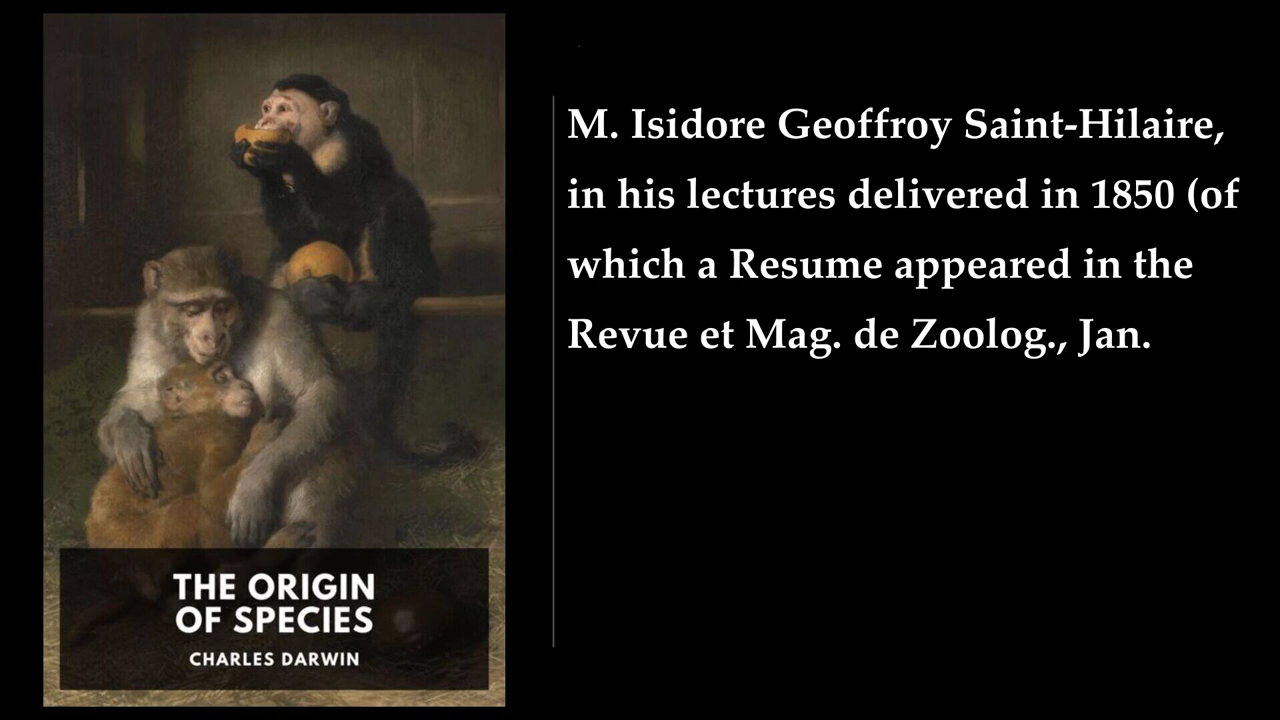 THE ORIGIN
OF SPECIES
CHARLES DARWIN
M. Isidore Geoffroy Saint-Hilaire,
in his lectures delivered in 1850 (of
which a Resume appeared in the
Revue et Mag. de Zoolog., Jan.